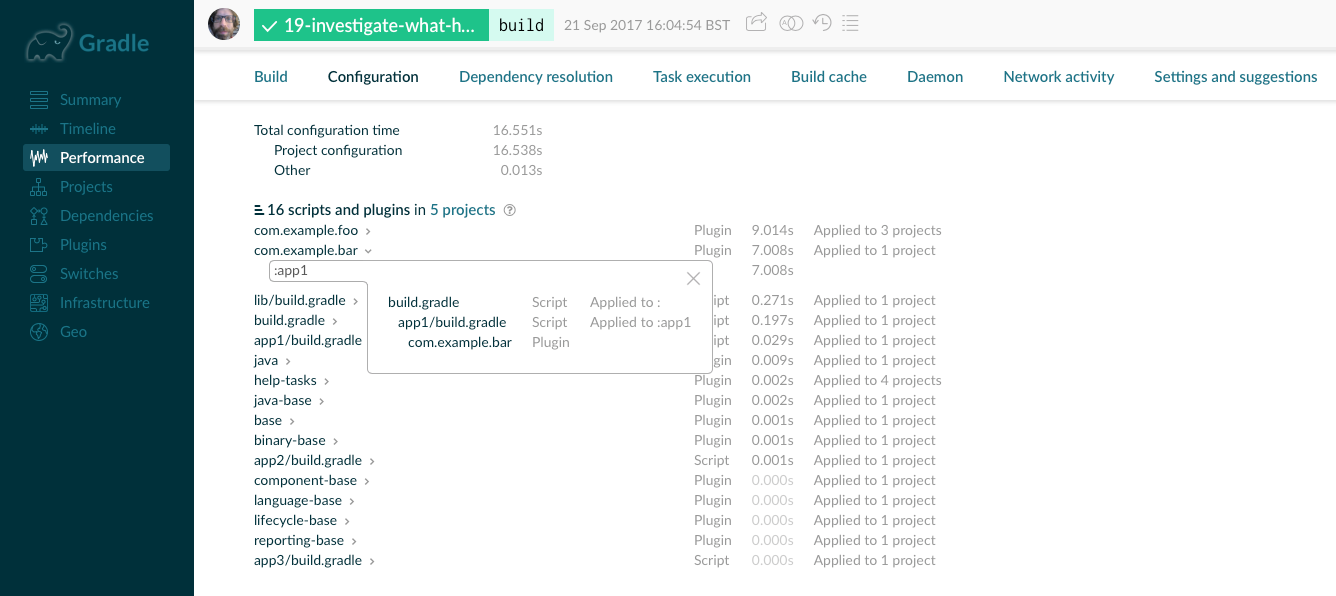 Gradle
Summary
Timeline
Performance
Projects
Dependencies
Plugins
Switches
Infrastructure
Geo
19-investigate-what-h... build 21 Sep 2017 16:04:54 BST
Build Configuration Dependency resolution Task execution Build cache Daemon Network activity Settings and suggestions
Total configuration time 16.551s
Project configuration 16.538s
Other 0.013s
16 scripts and plugins in 5 projects ?
com.example.foo Plugin 9.014s Applied to 3 projects
com.example.bar Plugin 7.008s Applied to 1 project
:app1 7.008s
build.gradle Script Applied to :
app1/build.gradle Script Applied to :app1
com.example.bar Plugin
lib/build.gradle ipt 0.271s Applied to 1 project
build.gradle ipt 0.197s Applied to 1 project
app1/build.gradle ipt 0.029s Applied to 1 project
java gin 0.009s Applied to 1 project
help-tasks Plugin 0.002s Applied to 4 projects
java-base Plugin 0.002s Applied to 1 project
base Plugin 0.001s Applied to 1 project
binary-base Plugin 0.001s Applied to 1 project
app2/build.gradle Script 0.001s Applied to 1 project
component-base Plugin 0.000s Applied to 1 project
language-base Plugin 0.000s Applied to 1 project
lifecycle-base Plugin 0.000s Applied to 1 project
reporting-base Plugin 0.000s Applied to 1 project
app3/build.gradle Script 0.000s Applied to 1 project